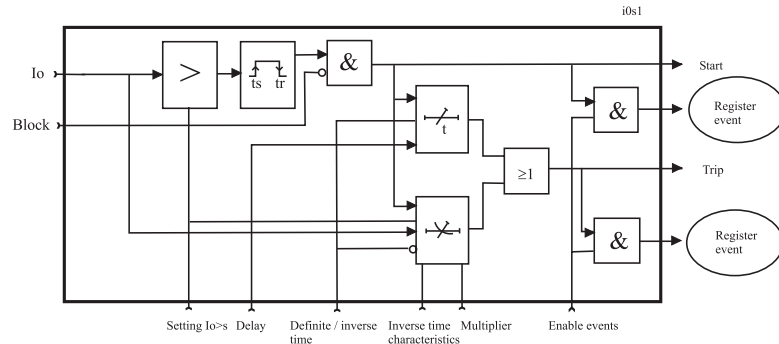 i0s1
Io
>
ts tr
&
Start
Block
t
&
Register
event
≥1
Trip
&
Register
event
Setting Io>s
Delay
Definite / inverse
time
Inverse time
characteristics
Multiplier
Enable events